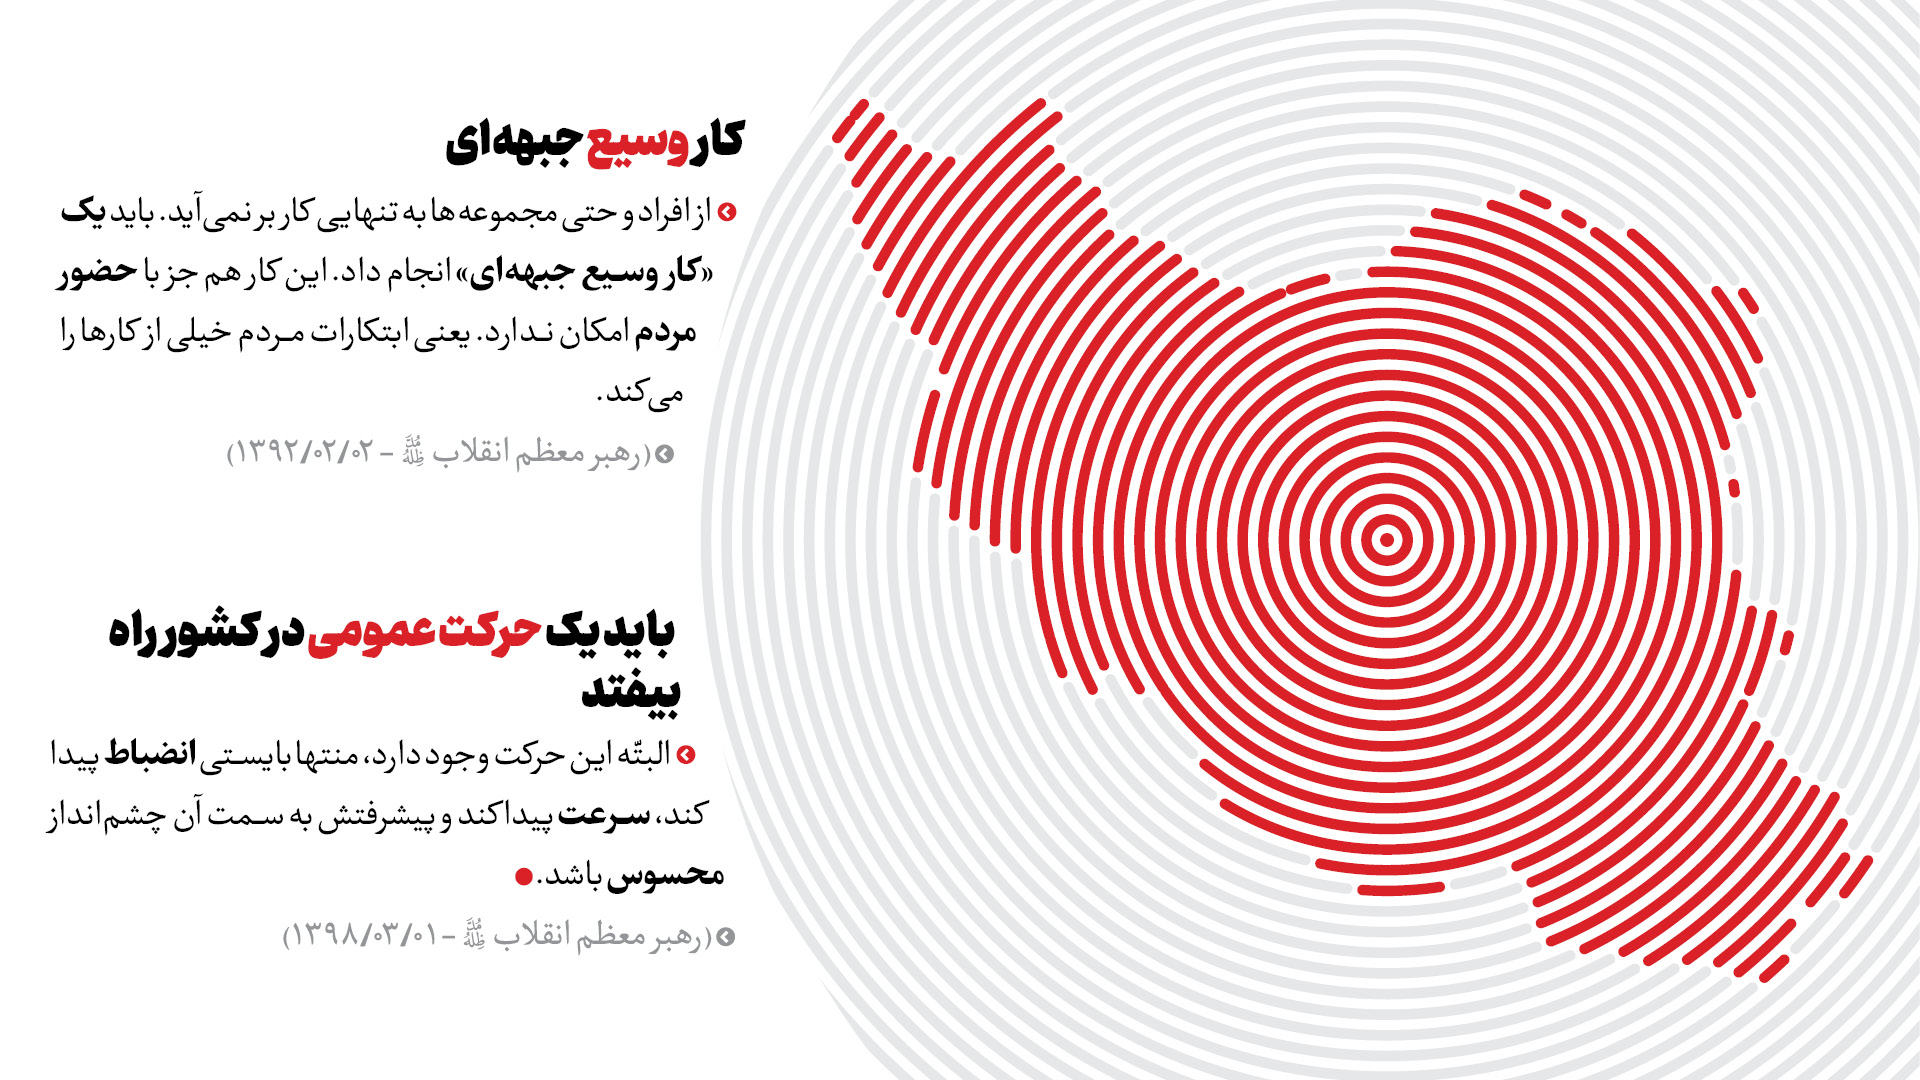 کار وسیع جبهه‌ای
از افراد و حتی مجموعه‌ها به تنهایی کار بر نمی‌آید. باید یک
«کار وسیع جبهه‌ای» انجام داد. این کار هم جز با حضور
مردم امکان ندارد. یعنی ابتکارات مردم خیلی از کارها را
می‌کند.
(رهبر معظم انقلاب مُدَّظِلُّهُ - ۱۳۹۲/۰۲/۰۲)
باید یک حرکت عمومی در کشور راه
بیفتد
البتّه این حرکت وجود دارد، منتها بایستی انضباط پیدا
کند، سرعت پیدا کند و پیشرفتش به سمت آن چشم‌انداز
محسوس باشد.
(رهبر معظم انقلاب مُدَّظِلُّهُ - ۱۳۹۸/۰۳/۰۱)